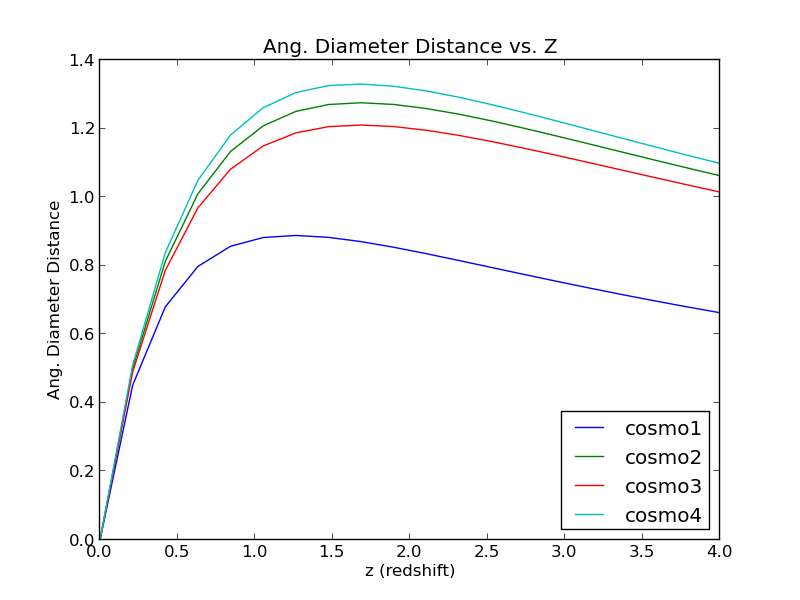 Ang. Diameter Distance vs. Z
1.4
1.2
1.0
0.8
0.6
0.4
0.2
0.0
Ang. Diameter Distance
cosmo1
cosmo2
cosmo3
cosmo4
0.0 0.5 1.0 1.5 2.0 2.5 3.0 3.5 4.0
z (redshift)